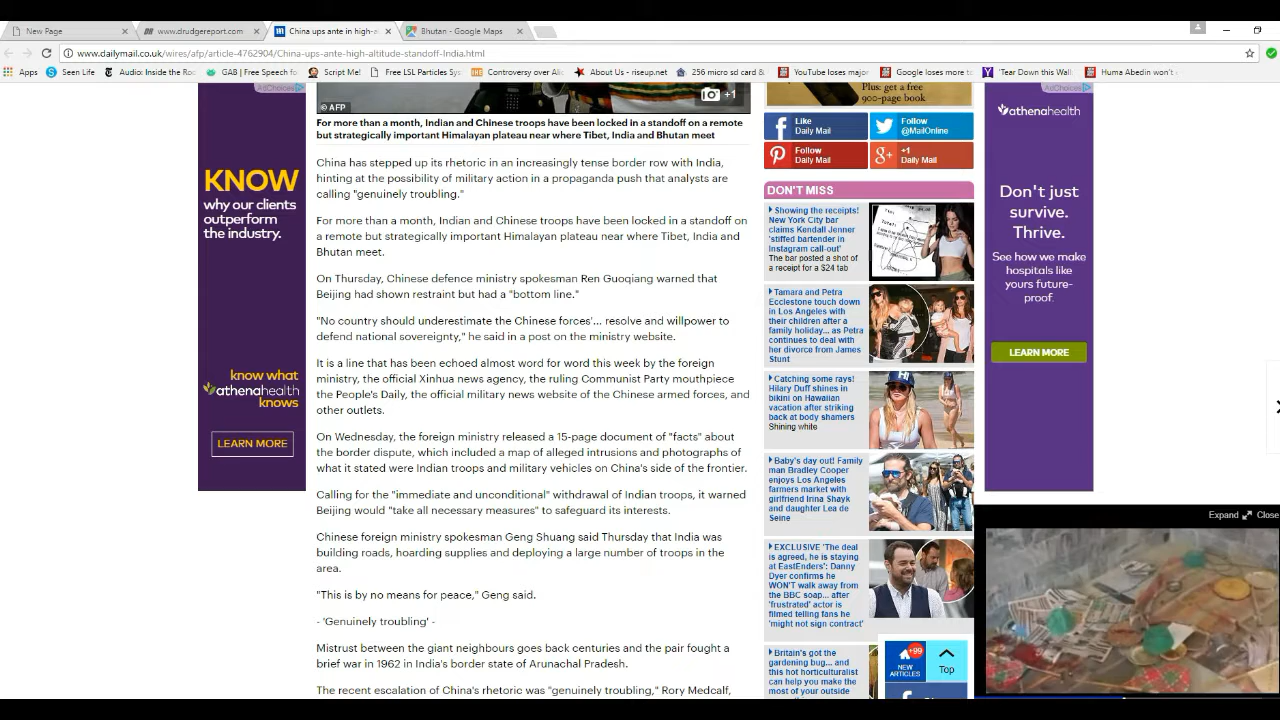 New Page
www.drudgereport.com
China ups ante in high-a
Bhutan - Google Maps
www.dailymail.co.uk/wires/afp/article-4762904/China-ups-ante-high-altitude-standoff-India.html
Apps
Seen Life
Audio: Inside the Roc
GAB | Free Speech fo
Script Me!
Free LSL Particles Sys
Controversy over Alic
About Us - riseup.net
256 micro sd card &
YouTube loses major
Google loses more to
'Tear Down this Wall
Huma Abedin won't c
AdChoices
KNOW
why our clients
outperform
the industry.
know what
athenahealth
knows
LEARN MORE
© AFP
+1
For more than a month, Indian and Chinese troops have been locked in a standoff on a remote
but strategically important Himalayan plateau near where Tibet, India and Bhutan meet
China has stepped up its rhetoric in an increasingly tense border row with India,
hinting at the possibility of military action in a propaganda push that analysts are
calling "genuinely troubling."
For more than a month, Indian and Chinese troops have been locked in a standoff on
a remote but strategically important Himalayan plateau near where Tibet, India and
Bhutan meet.
On Thursday, Chinese defence ministry spokesman Ren Guoqiang warned that
Beijing had shown restraint but had a "bottom line."
"No country should underestimate the Chinese forces'... resolve and willpower to
defend national sovereignty," he said in a post on the ministry website.
It is a line that has been echoed almost word for word this week by the foreign
ministry, the official Xinhua news agency, the ruling Communist Party mouthpiece
the People's Daily, the official military news website of the Chinese armed forces, and
other outlets.
On Wednesday, the foreign ministry released a 15-page document of "facts" about
the border dispute, which included a map of alleged intrusions and photographs of
what it stated were Indian troops and military vehicles on China's side of the frontier.
Calling for the "immediate and unconditional" withdrawal of Indian troops, it warned
Beijing would "take all necessary measures" to safeguard its interests.
Chinese foreign ministry spokesman Geng Shuang said Thursday that India was
building roads, hoarding supplies and deploying a large number of troops in the
area.
"This is by no means for peace," Geng said.
- 'Genuinely troubling' -
Mistrust between the giant neighbours goes back centuries and the pair fought a
brief war in 1962 in India's border state of Arunachal Pradesh.
The recent escalation of China's rhetoric was "genuinely troubling," Rory Medcalf,
Plus: get a free
900-page book
Like
Daily Mail
Follow
@MailOnline
Follow
Daily Mail
+1
Daily Mail
DON'T MISS
Showing the receipts!
New York City bar
claims Kendall Jenner
'stiffed bartender in
Instagram call-out'
The bar posted a shot of
a receipt for a $24 tab
Tamara and Petra
Ecclestone touch down
in Los Angeles with
their children after a
family holiday... as Petra
continues to deal with
her divorce from James
Stunt
Catching some rays!
Hilary Duff shines in
bikini on Hawaiian
vacation after striking
back at body shamers
Shining white
Baby's day out! Family
man Bradley Cooper
enjoys Los Angeles
farmers market with
girlfriend Irina Shayk
and daughter Lea de
Seine
EXCLUSIVE 'The deal
is agreed, he is staying
at EastEnders': Danny
Dyer confirms he
WON'T walk away from
the BBC soap... after
'frustrated' actor is
filmed telling fans he
'might not sign contract'
Britain's got the
gardening bug... and
this hot horticulturalist
can help you make the
most of your outside
+99
NEW
ARTICLES
Top
AdChoices
athenahealth
Don't just
survive.
Thrive.
See how we make
hospitals like
yours future-
proof.
LEARN MORE
Expand
Close